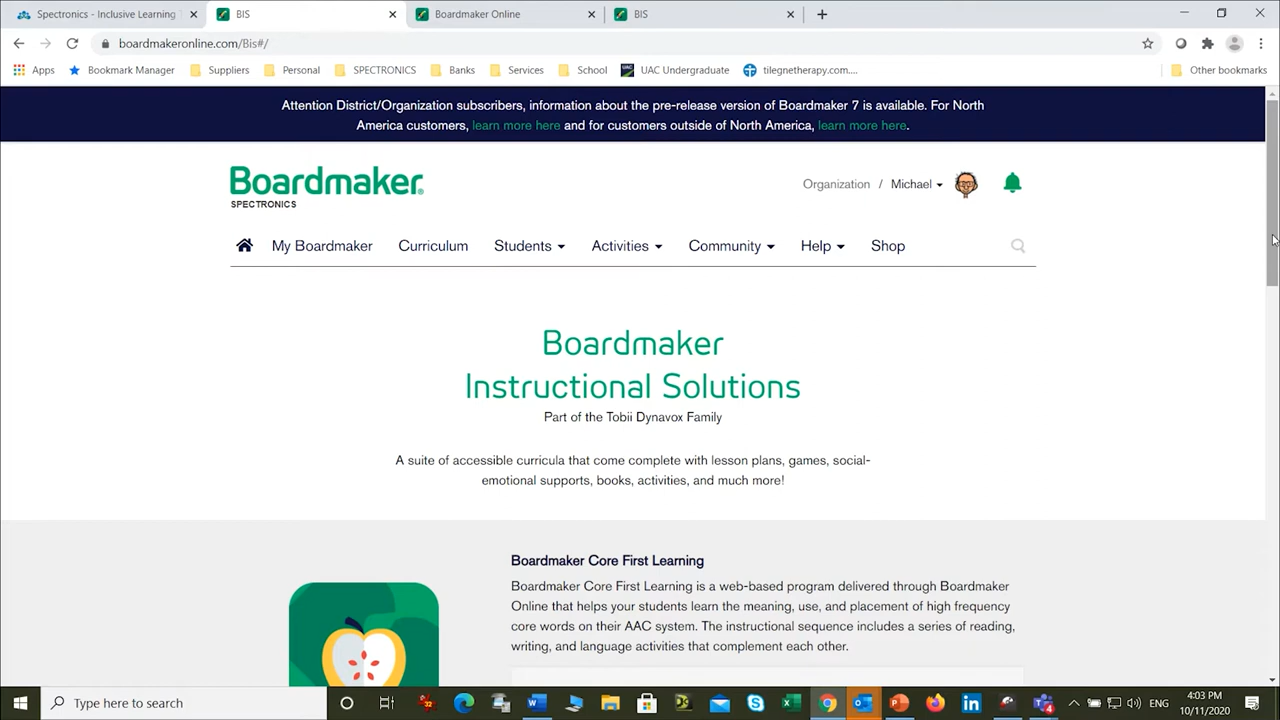 Spectronics - Inclusive Learning
BIS
Boardmaker Online
BIS
boardmakeronline.com/Bis#/
Apps
Bookmark Manager
Suppliers
Personal
SPECTRONICS
Banks
Services
School
UAC Undergraduate
tilegnetherapy.com....
Other bookmarks
Attention District/Organization subscribers, information about the pre-release version of Boardmaker 7 is available. For North
America customers, learn more here and for customers outside of North America, learn more here.
Boardmaker®
SPECTRONICS
Organization / Michael
My Boardmaker
Curriculum
Students
Activities
Community
Help
Shop
Boardmaker
Instructional Solutions
Part of the Tobii Dynavox Family
A suite of accessible curricula that come complete with lesson plans, games, social-
emotional supports, books, activities, and much more!
Boardmaker Core First Learning
Boardmaker Core First Learning is a web-based program delivered through Boardmaker
Online that helps your students learn the meaning, use, and placement of high frequency
core words on their AAC system. The instructional sequence includes a series of reading,
writing, and language activities that complement each other.
Type here to search
ENG
4:03 PM
10/11/2020